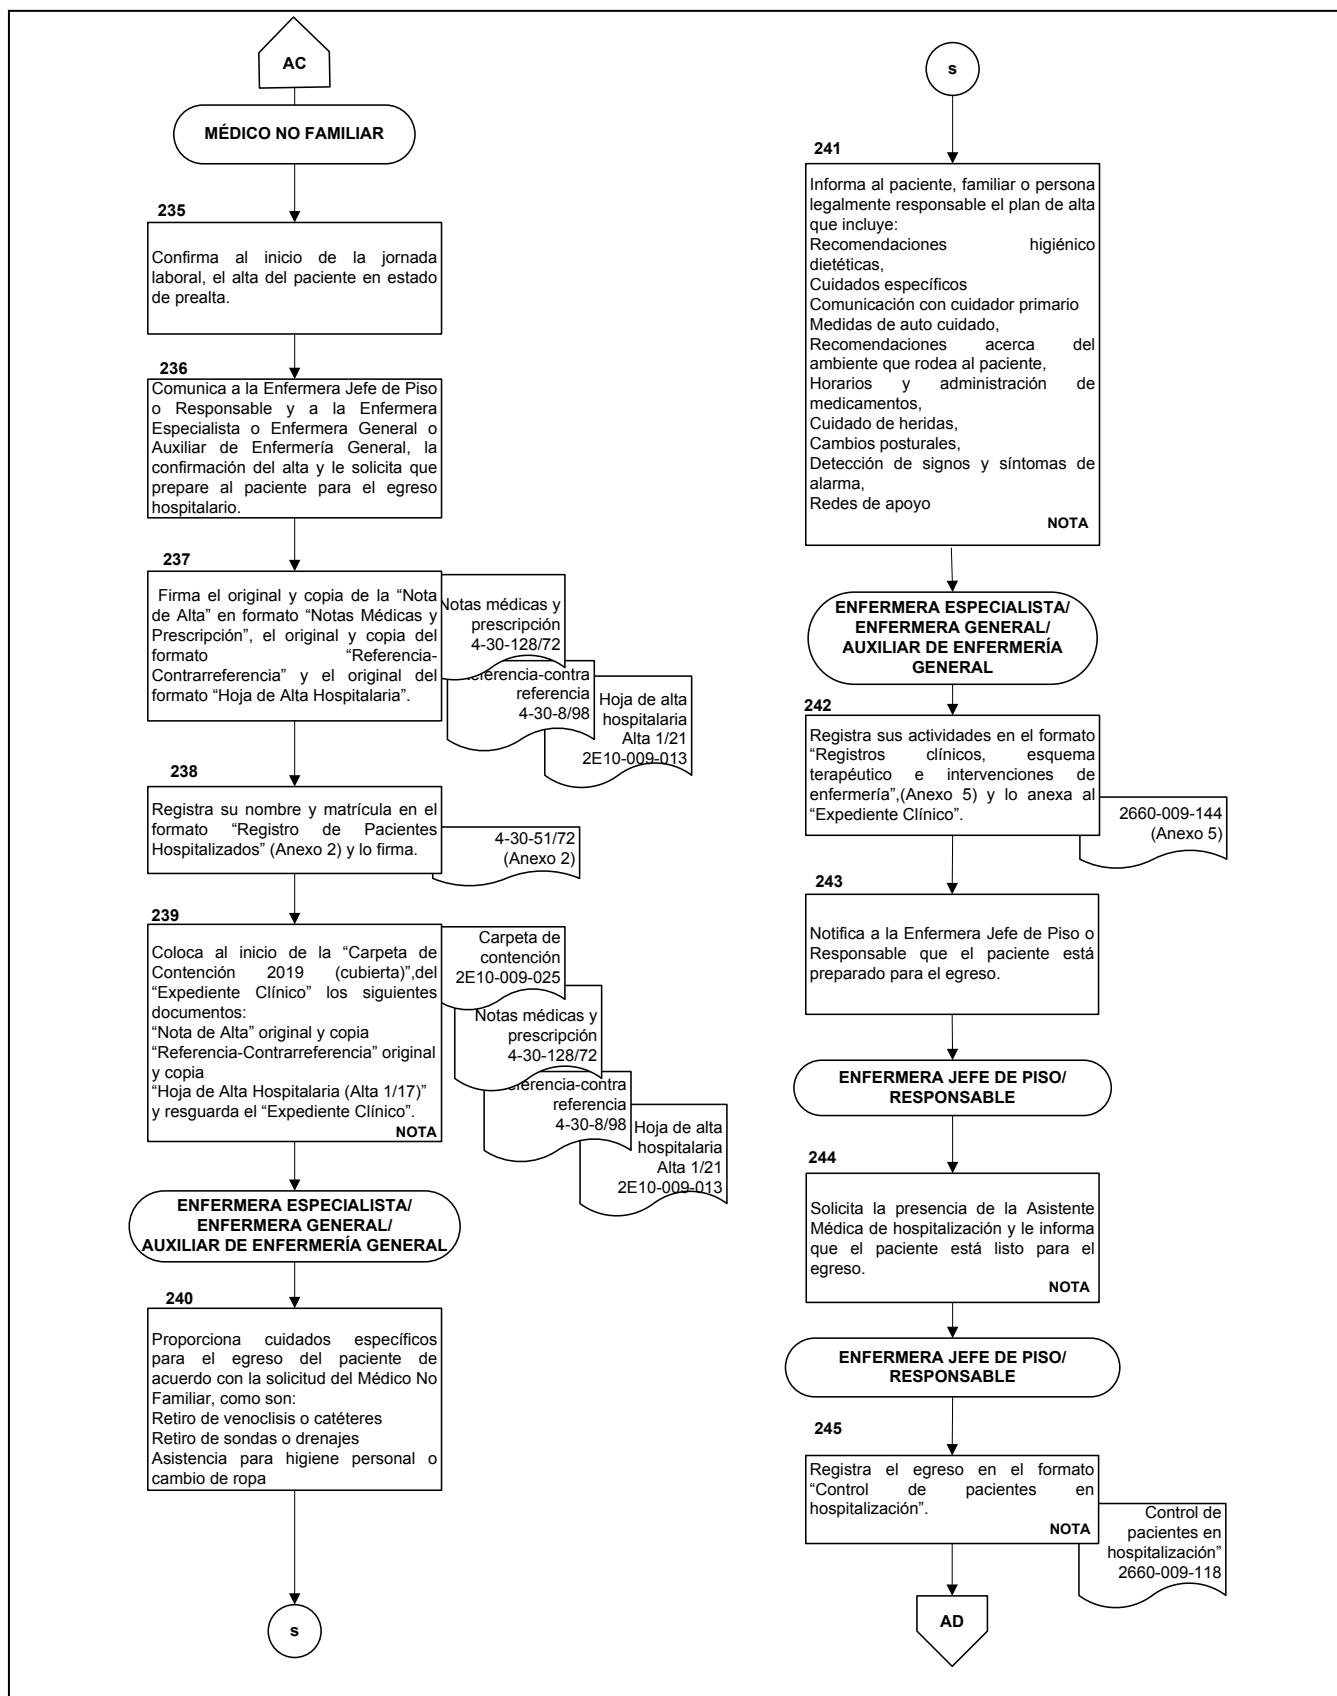 AC
MÉDICO NO FAMILIAR
235
Confirma al inicio de la jornada
laboral, el alta del paciente en estado
de prealta.
236
Comunica a la Enfermera Jefe de Piso
o Responsable y a la Enfermera
Especialista o Enfermera General o
Auxiliar de Enfermería General, la
confirmación del alta y le solicita que
prepare al paciente para el egreso
hospitalario.
237
Firma el original y copia de la “Nota
de Alta” en formato “Notas Médicas y
Prescripción”, el original y copia del
formato “Referencia-
Contrarreferencia” y el original del
formato “Hoja de Alta Hospitalaria”.
Notas médicas y
prescripción
4-30-128/72
eferencia-contra
referencia
4-30-8/98
Hoja de alta
hospitalaria
Alta 1/21
2E10-009-013
238
Registra su nombre y matrícula en el
formato “Registro de Pacientes
Hospitalizados” (Anexo 2) y lo firma.
4-30-51/72
(Anexo 2)
239
Coloca al inicio de la “Carpeta de
Contención 2019 (cubierta)”,del
“Expediente Clínico” los siguientes
documentos:
“Nota de Alta” original y copia
“Referencia-Contrarreferencia” original
y copia
“Hoja de Alta Hospitalaria (Alta 1/17)”
y resguarda el “Expediente Clínico”.
NOTA
Carpeta de
contención
2E10-009-025
Notas médicas y
prescripción
4-30-128/72
eferencia-contra
referencia
4-30-8/98
Hoja de alta
hospitalaria
Alta 1/21
2E10-009-013
ENFERMERA ESPECIALISTA/
ENFERMERA GENERAL/
AUXILIAR DE ENFERMERÍA GENERAL
240
Proporciona cuidados específicos
para el egreso del paciente de
acuerdo con la solicitud del Médico No
Familiar, como son:
Retiro de venoclisis o catéteres
Retiro de sondas o drenajes
Asistencia para higiene personal o
cambio de ropa
s
s
241
Informa al paciente, familiar o persona
legalmente responsable el plan de alta
que incluye:
Recomendaciones higiénico
dietéticas,
Cuidados específicos
Comunicación con cuidador primario
Medidas de auto cuidado,
Recomendaciones acerca del
ambiente que rodea al paciente,
Horarios y administración de
medicamentos,
Cuidado de heridas,
Cambios posturales,
Detección de signos y síntomas de
alarma,
Redes de apoyo
NOTA
ENFERMERA ESPECIALISTA/
ENFERMERA GENERAL/
AUXILIAR DE ENFERMERÍA
GENERAL
242
Registra sus actividades en el formato
“Registros clínicos, esquema
terapéutico e intervenciones de
enfermería”,(Anexo 5) y lo anexa al
“Expediente Clínico”.
2660-009-144
(Anexo 5)
243
Notifica a la Enfermera Jefe de Piso o
Responsable que el paciente está
preparado para el egreso.
ENFERMERA JEFE DE PISO/
RESPONSABLE
244
Solicita la presencia de la Asistente
Médica de hospitalización y le informa
que el paciente está listo para el
egreso.
NOTA
ENFERMERA JEFE DE PISO/
RESPONSABLE
245
Registra el egreso en el formato
“Control de pacientes en
hospitalización”.
NOTA
Control de
pacientes en
hospitalización”
2660-009-118
AD